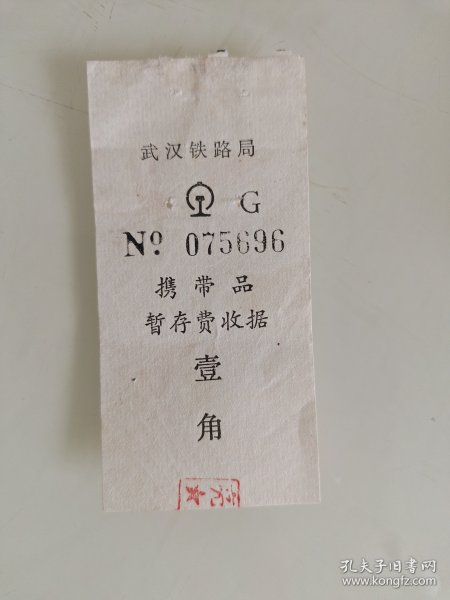 武汉铁路局
G
Nº 075696
携带品
暂存费收据
壹
角
孔夫子旧书网
www.kongfz.com